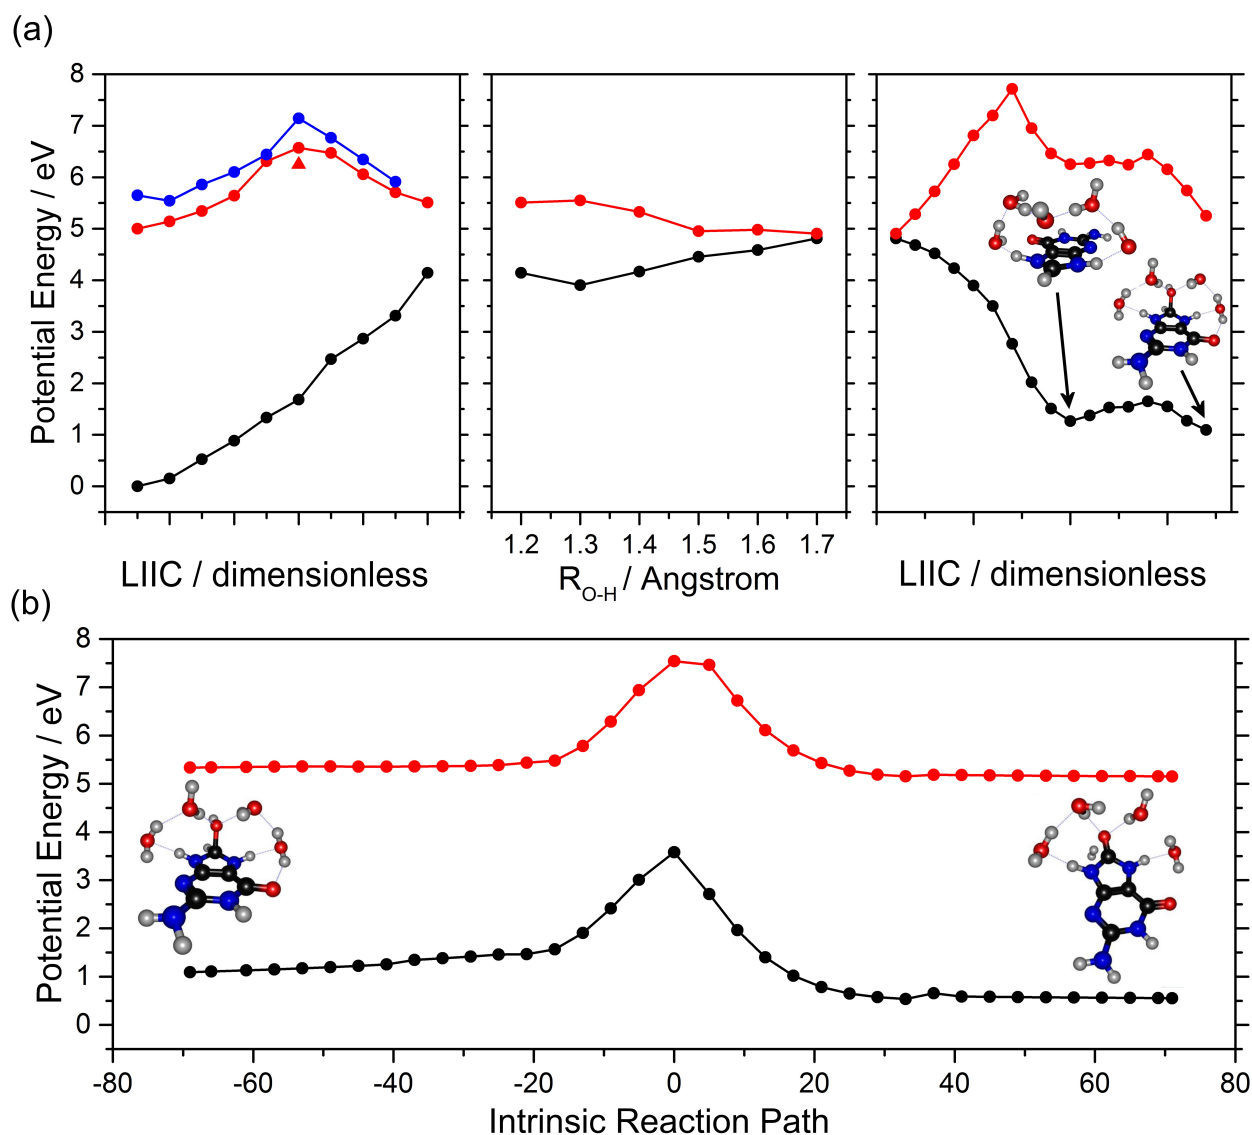 (a)
Potential Energy / eV
8
7
6
5
4
3
2
1
0
1.2 1.3 1.4 1.5 1.6 1.7
LIIC / dimensionless
R_O-H / Angstrom
LIIC / dimensionless
(b)
Potential Energy / eV
8
7
6
5
4
3
2
1
0
-80 -60 -40 -20 0 20 40 60 80
Intrinsic Reaction Path